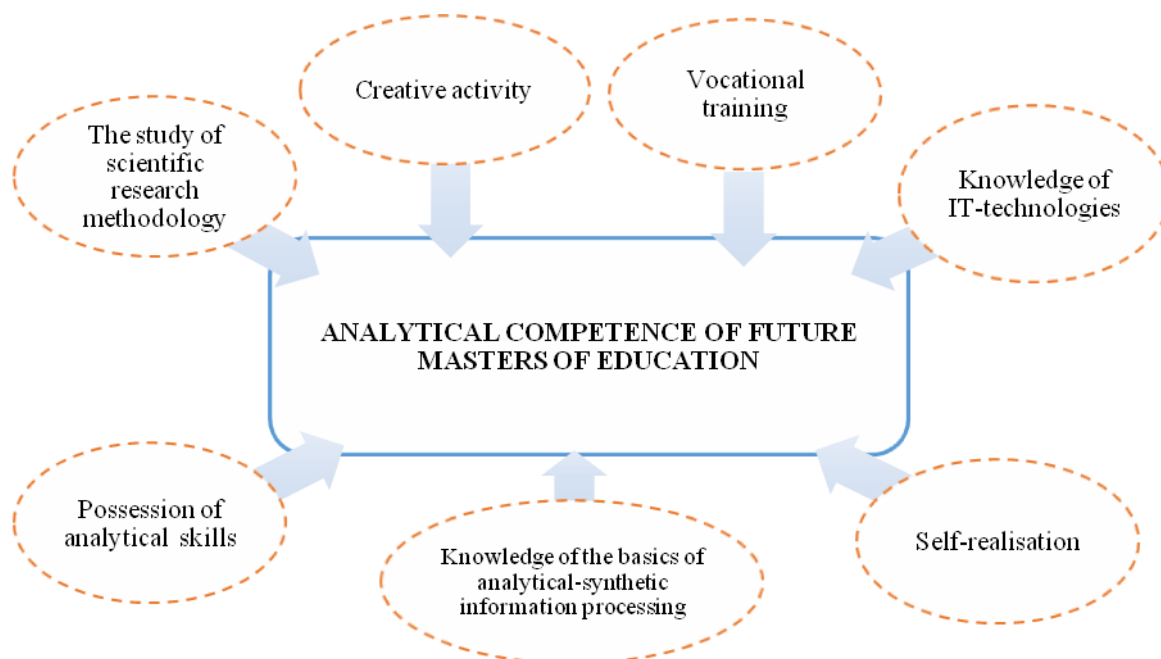 Creative activity
Vocational
training
The study of
scientific
research
methodology
Knowledge of
IT-technologies
ANALYTICAL COMPETENCE OF FUTURE
MASTERS OF EDUCATION
Possession of
analytical skills
Knowledge of the basics of
analytical-synthetic
information processing
Self-realisation